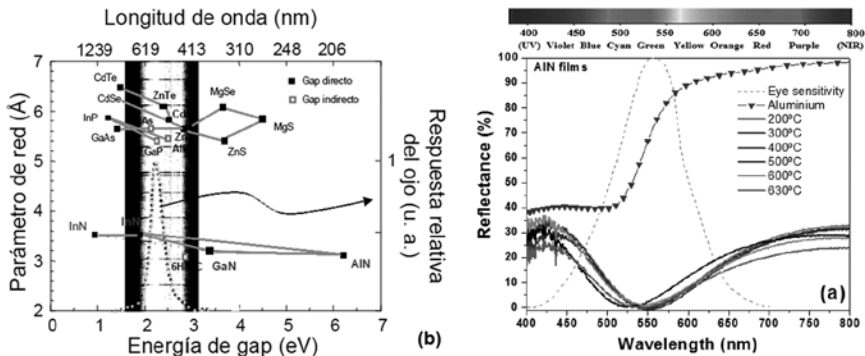 Longitud de onda (nm)
1239 619 413 310 248 206
Parámetro de red (Å)
7
6
5
4
3
2
CdTe
CdSe
InP
GaAs
ZnTe
As
GaP
MgSe
MgS
ZnS
Gap directo
Gap indirecto
InN
InN
GaN
AlN
1
Respuesta relativa
del ojo (u. a.)
0 1 2 3 4 5 6 7
Energía de gap (eV)
(b)
380 450 500 550 600 650 700 800
400 (UV) Violet Blue Cyan Green Yellow Orange Red Purple (NIR)
AlN films
Eye sensitivity
Aluminium
200ºC
300ºC
400ºC
500ºC
600ºC
630ºC
Reflectance (%)
100
90
80
70
60
50
40
30
20
10
0
(a)
400 450 500 550 600 650 700 750 800
Wavelength (nm)